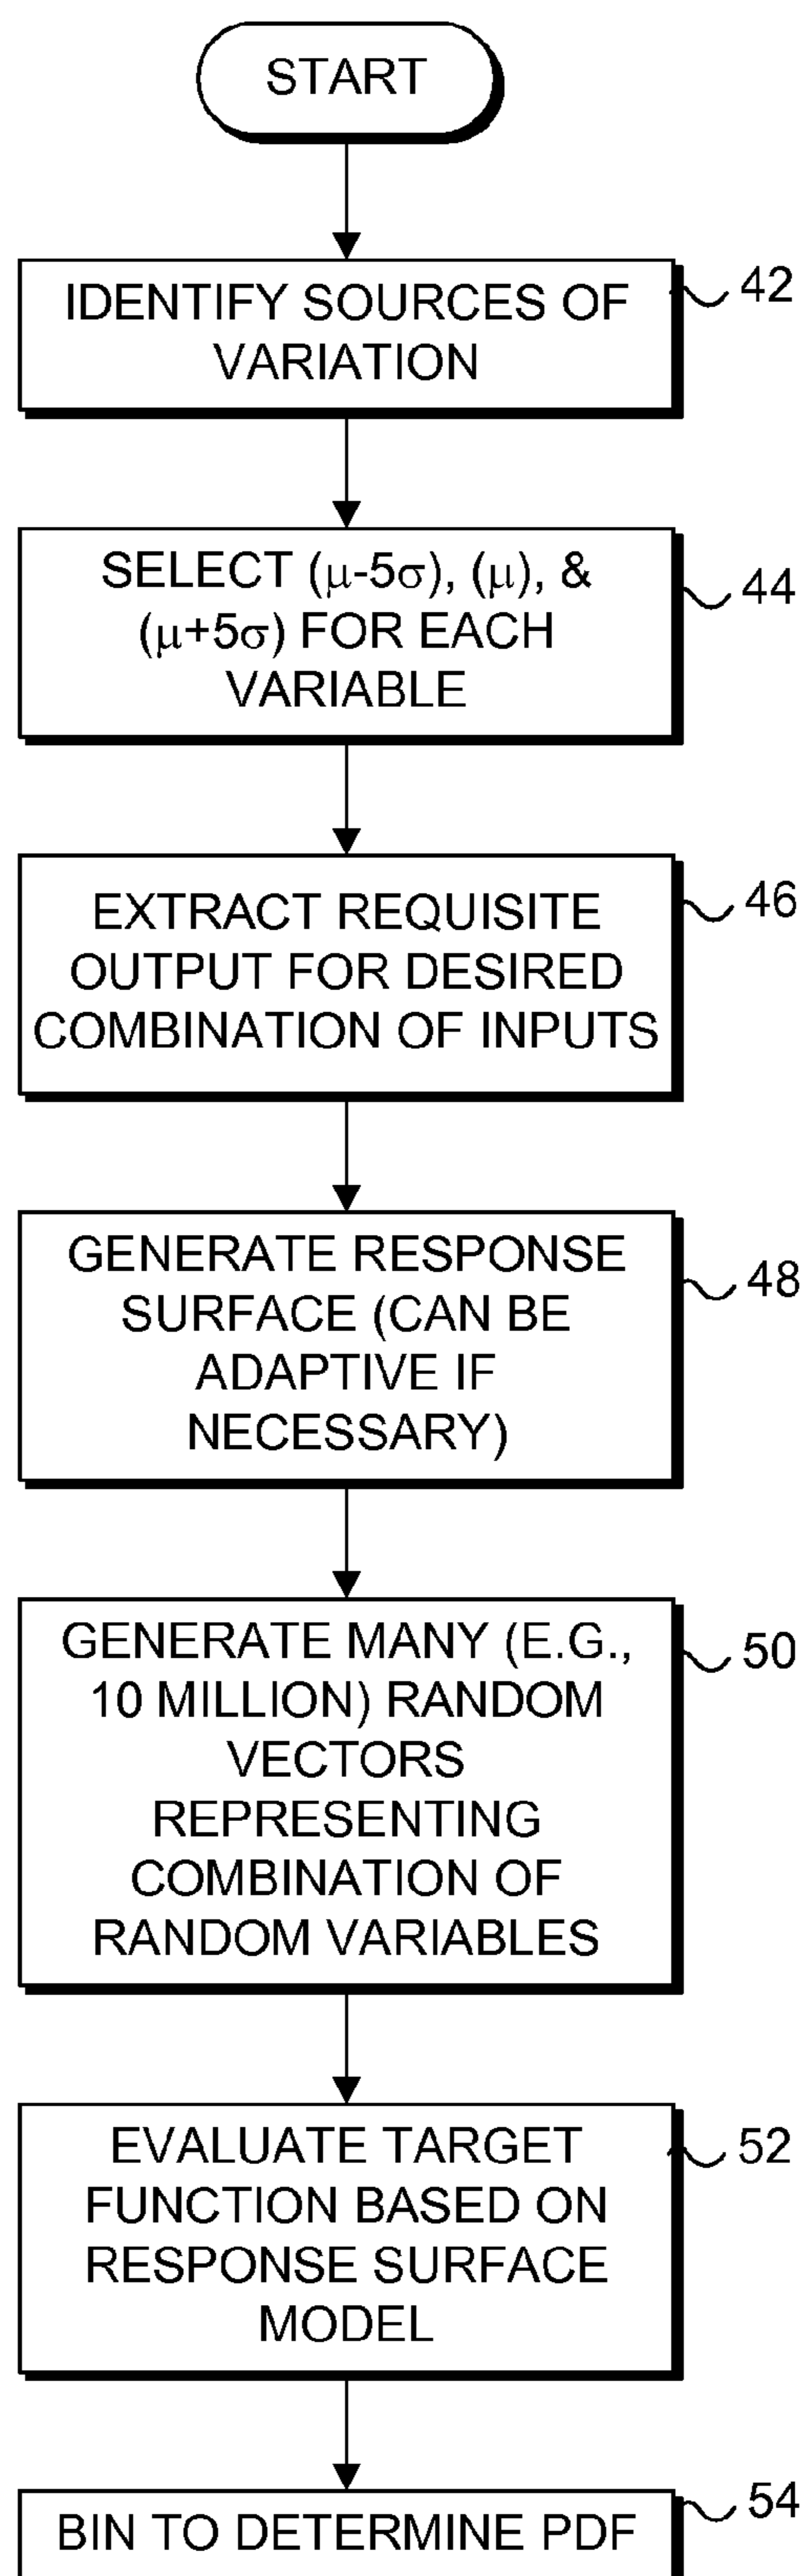 START
IDENTIFY SOURCES OF
VARIATION
42
SELECT (μ-5σ), (μ), &
(μ+5σ) FOR EACH
VARIABLE
44
EXTRACT REQUISITE
OUTPUT FOR DESIRED
COMBINATION OF INPUTS
46
GENERATE RESPONSE
SURFACE (CAN BE
ADAPTIVE IF
NECESSARY)
48
GENERATE MANY (E.G.,
10 MILLION) RANDOM
VECTORS
REPRESENTING
COMBINATION OF
RANDOM VARIABLES
50
EVALUATE TARGET
FUNCTION BASED ON
RESPONSE SURFACE
MODEL
52
BIN TO DETERMINE PDF
54